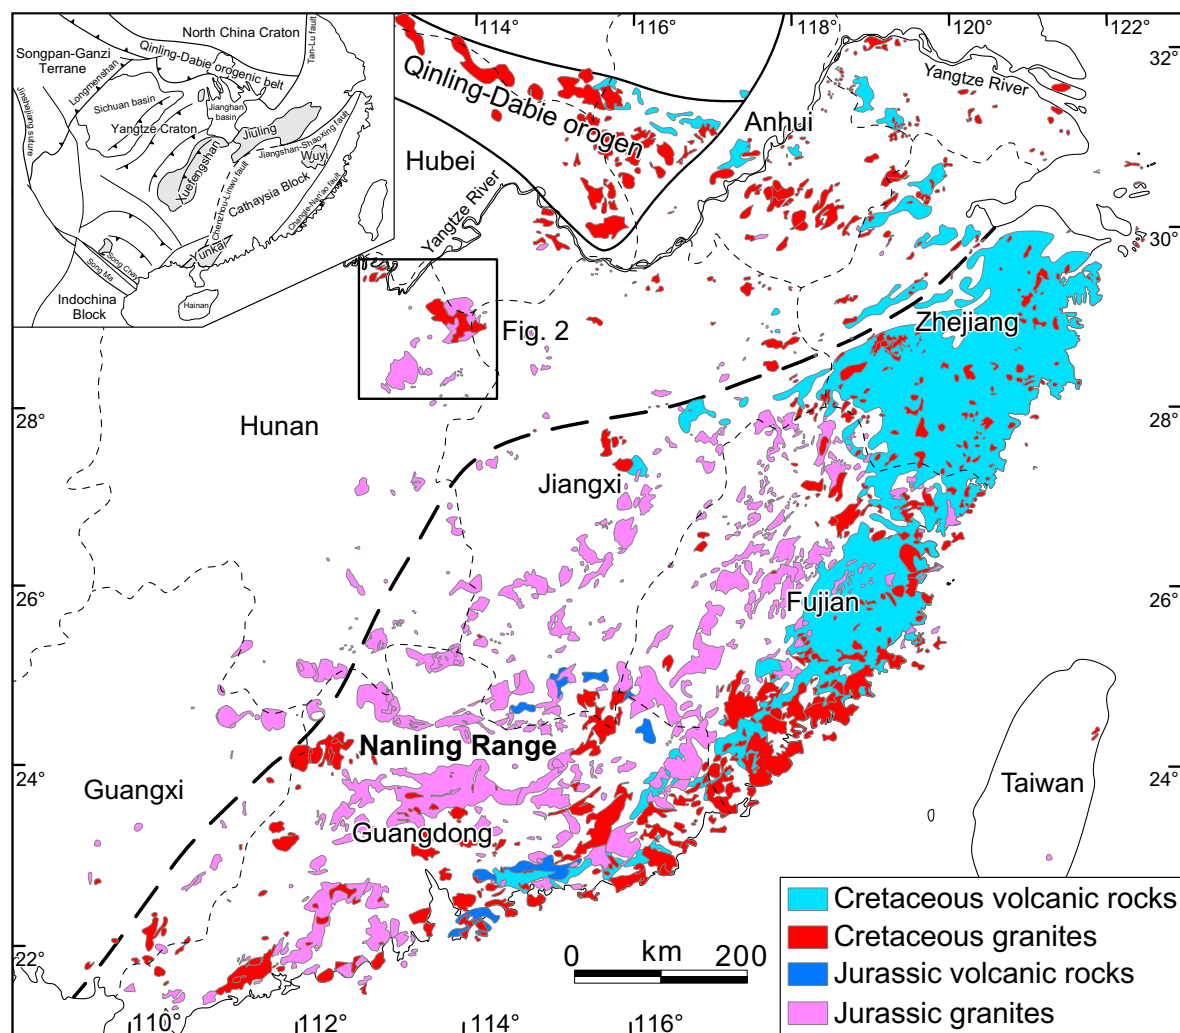 114° 116° 118° 120° 122°
32°
30°
28°
26°
24°
28°
26°
24°
22°
110° 112° 114° 116°
North China Craton
Songpan-Ganzi
Terrane
Qinling-Dabie orogenic belt
Tan-Lu fault
Longmenshan
Sichuan basin
Jianghan
basin
Yangtze Craton
Jiuling
Jiangshan-Shaoxing fault
Wuyi
Xuefengshan
Chenzhou-Linwu fault
Cathaysia Block
Changle-Nan'ao fault
Yunkai
Song Chay
Song Ma
Indochina
Block
Hainan
Qinling-Dabie orogen
Hubei
Anhui
Yangtze River
Yangtze River
Fig. 2
Zhejiang
Hunan
Jiangxi
Fujian
Nanling Range
Guangxi
Guangdong
Taiwan
0 km 200
Cretaceous volcanic rocks
Cretaceous granites
Jurassic volcanic rocks
Jurassic granites